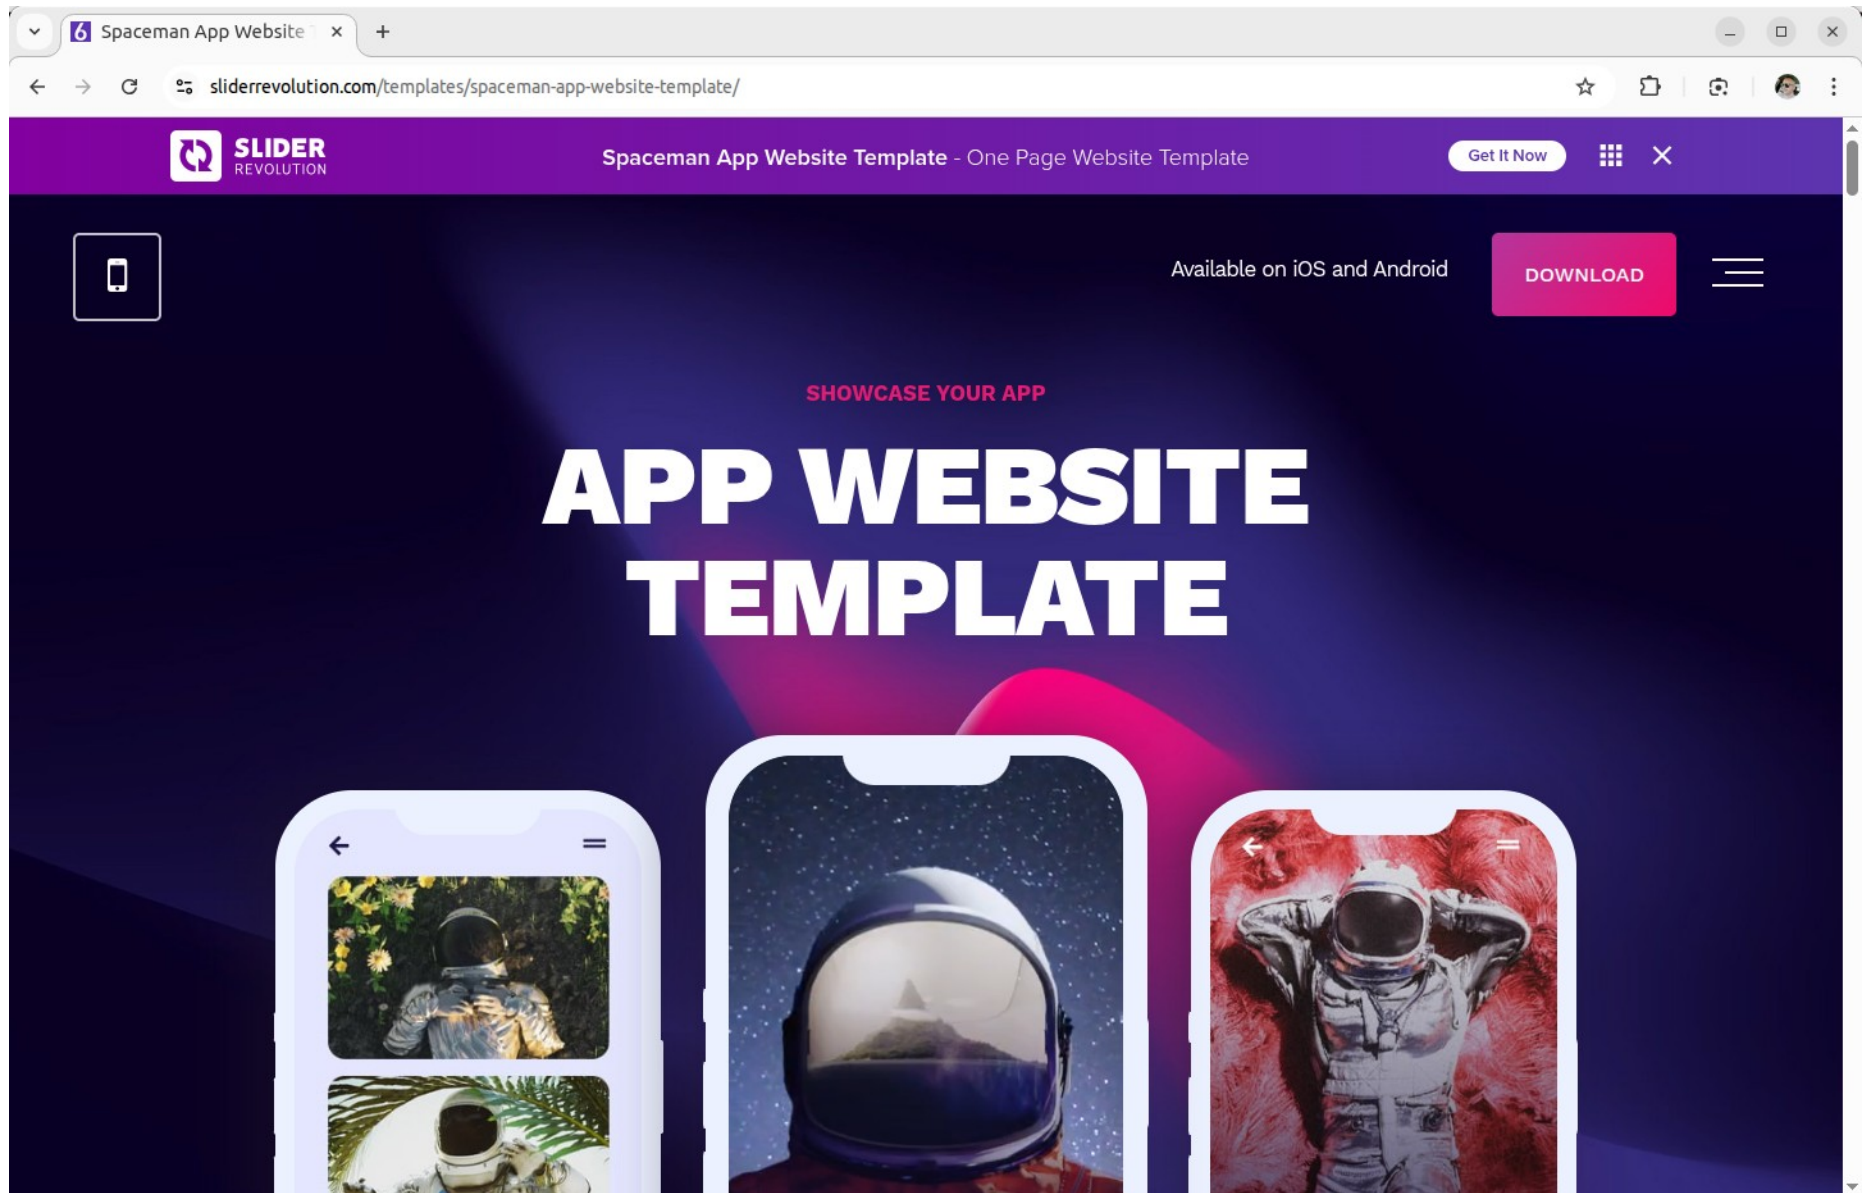 Spaceman App Website
sliderrevolution.com/templates/spaceman-app-website-template/
SLIDER
REVOLUTION
Spaceman App Website Template - One Page Website Template
Get It Now
Available on iOS and Android
DOWNLOAD
SHOWCASE YOUR APP
APP WEBSITE
TEMPLATE